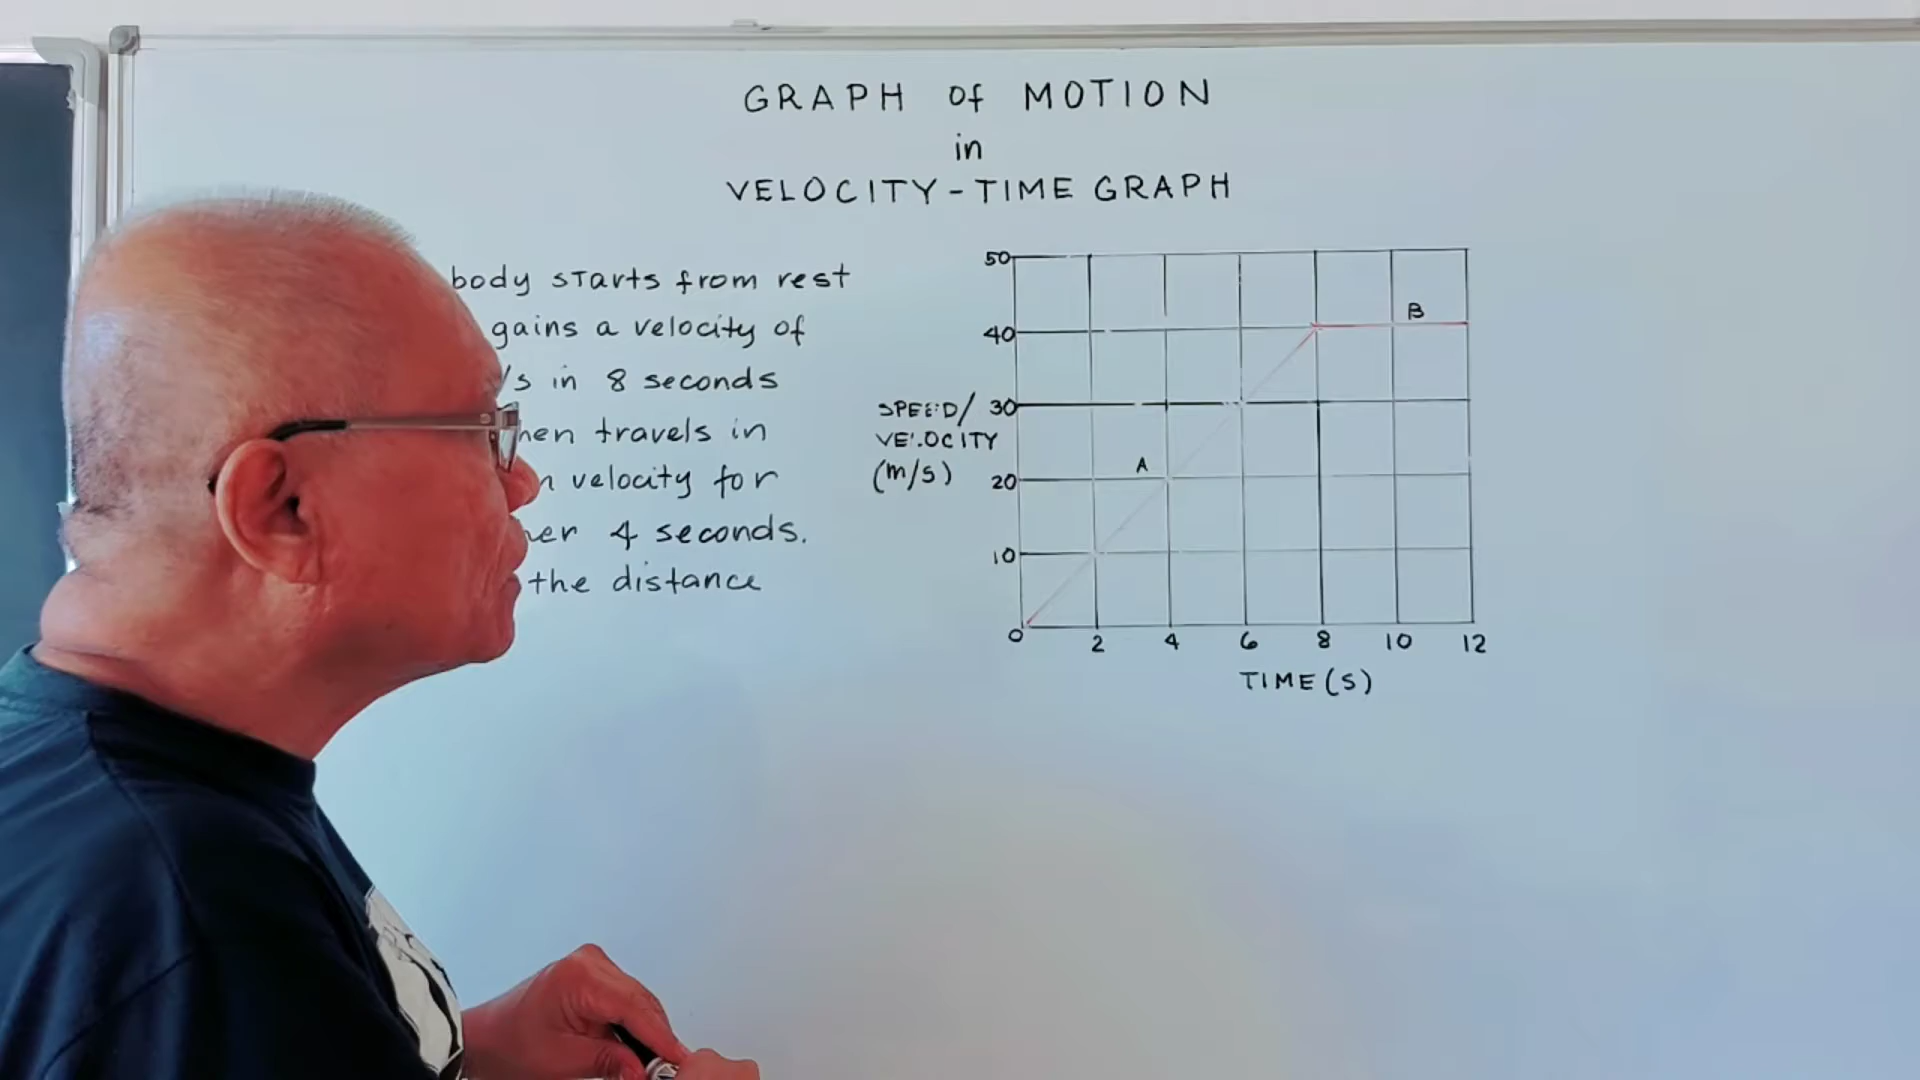 GRAPH of MOTION
in
VELOCITY-TIME GRAPH
body starts from rest
gains a velocity of
/s in 8 seconds
travels in
velocity for
4 seconds.
the distance
50
40
30
20
10
0
SPEED/
VELOCITY
(m/s)
A
B
2 4 6 8 10 12
TIME (S)